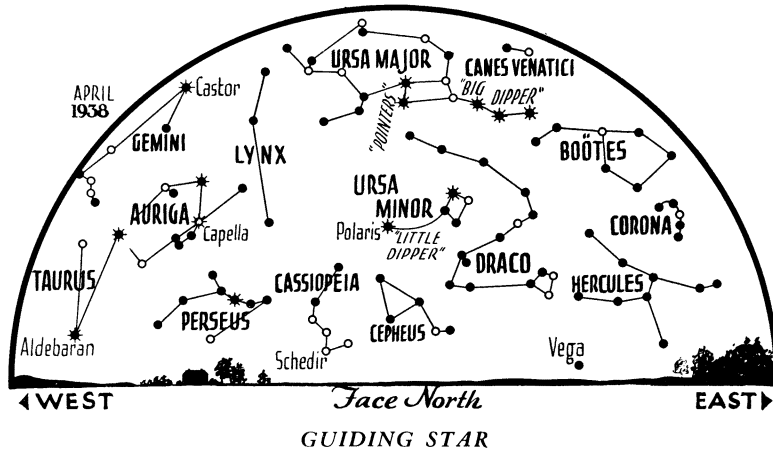 URSA MAJOR
CANES VENATICI
APRIL
1938
Castor
"BIG DIPPER"
"POINTERS"
GEMINI
LYNX
BOÖTES
URSA
MINOR
AURIGA
Capella
Polaris
"LITTLE
DIPPER"
CORONA
DRACO
TAURUS
CASSIOPEIA
HERCULES
PERSEUS
CEPHEUS
Aldebaran
Schedir
Vega
WEST
Face North
EAST
GUIDING STAR